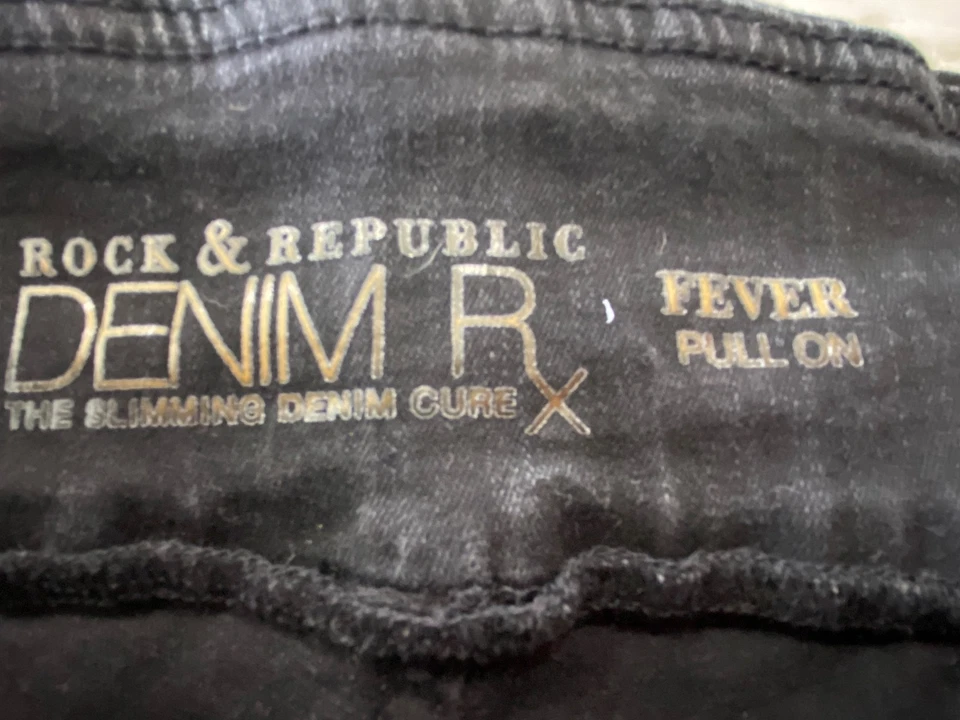 ROCK & REPUBLIC
DENIM RX
THE SLIMMING DENIM CURE
FEVER
PULL ON